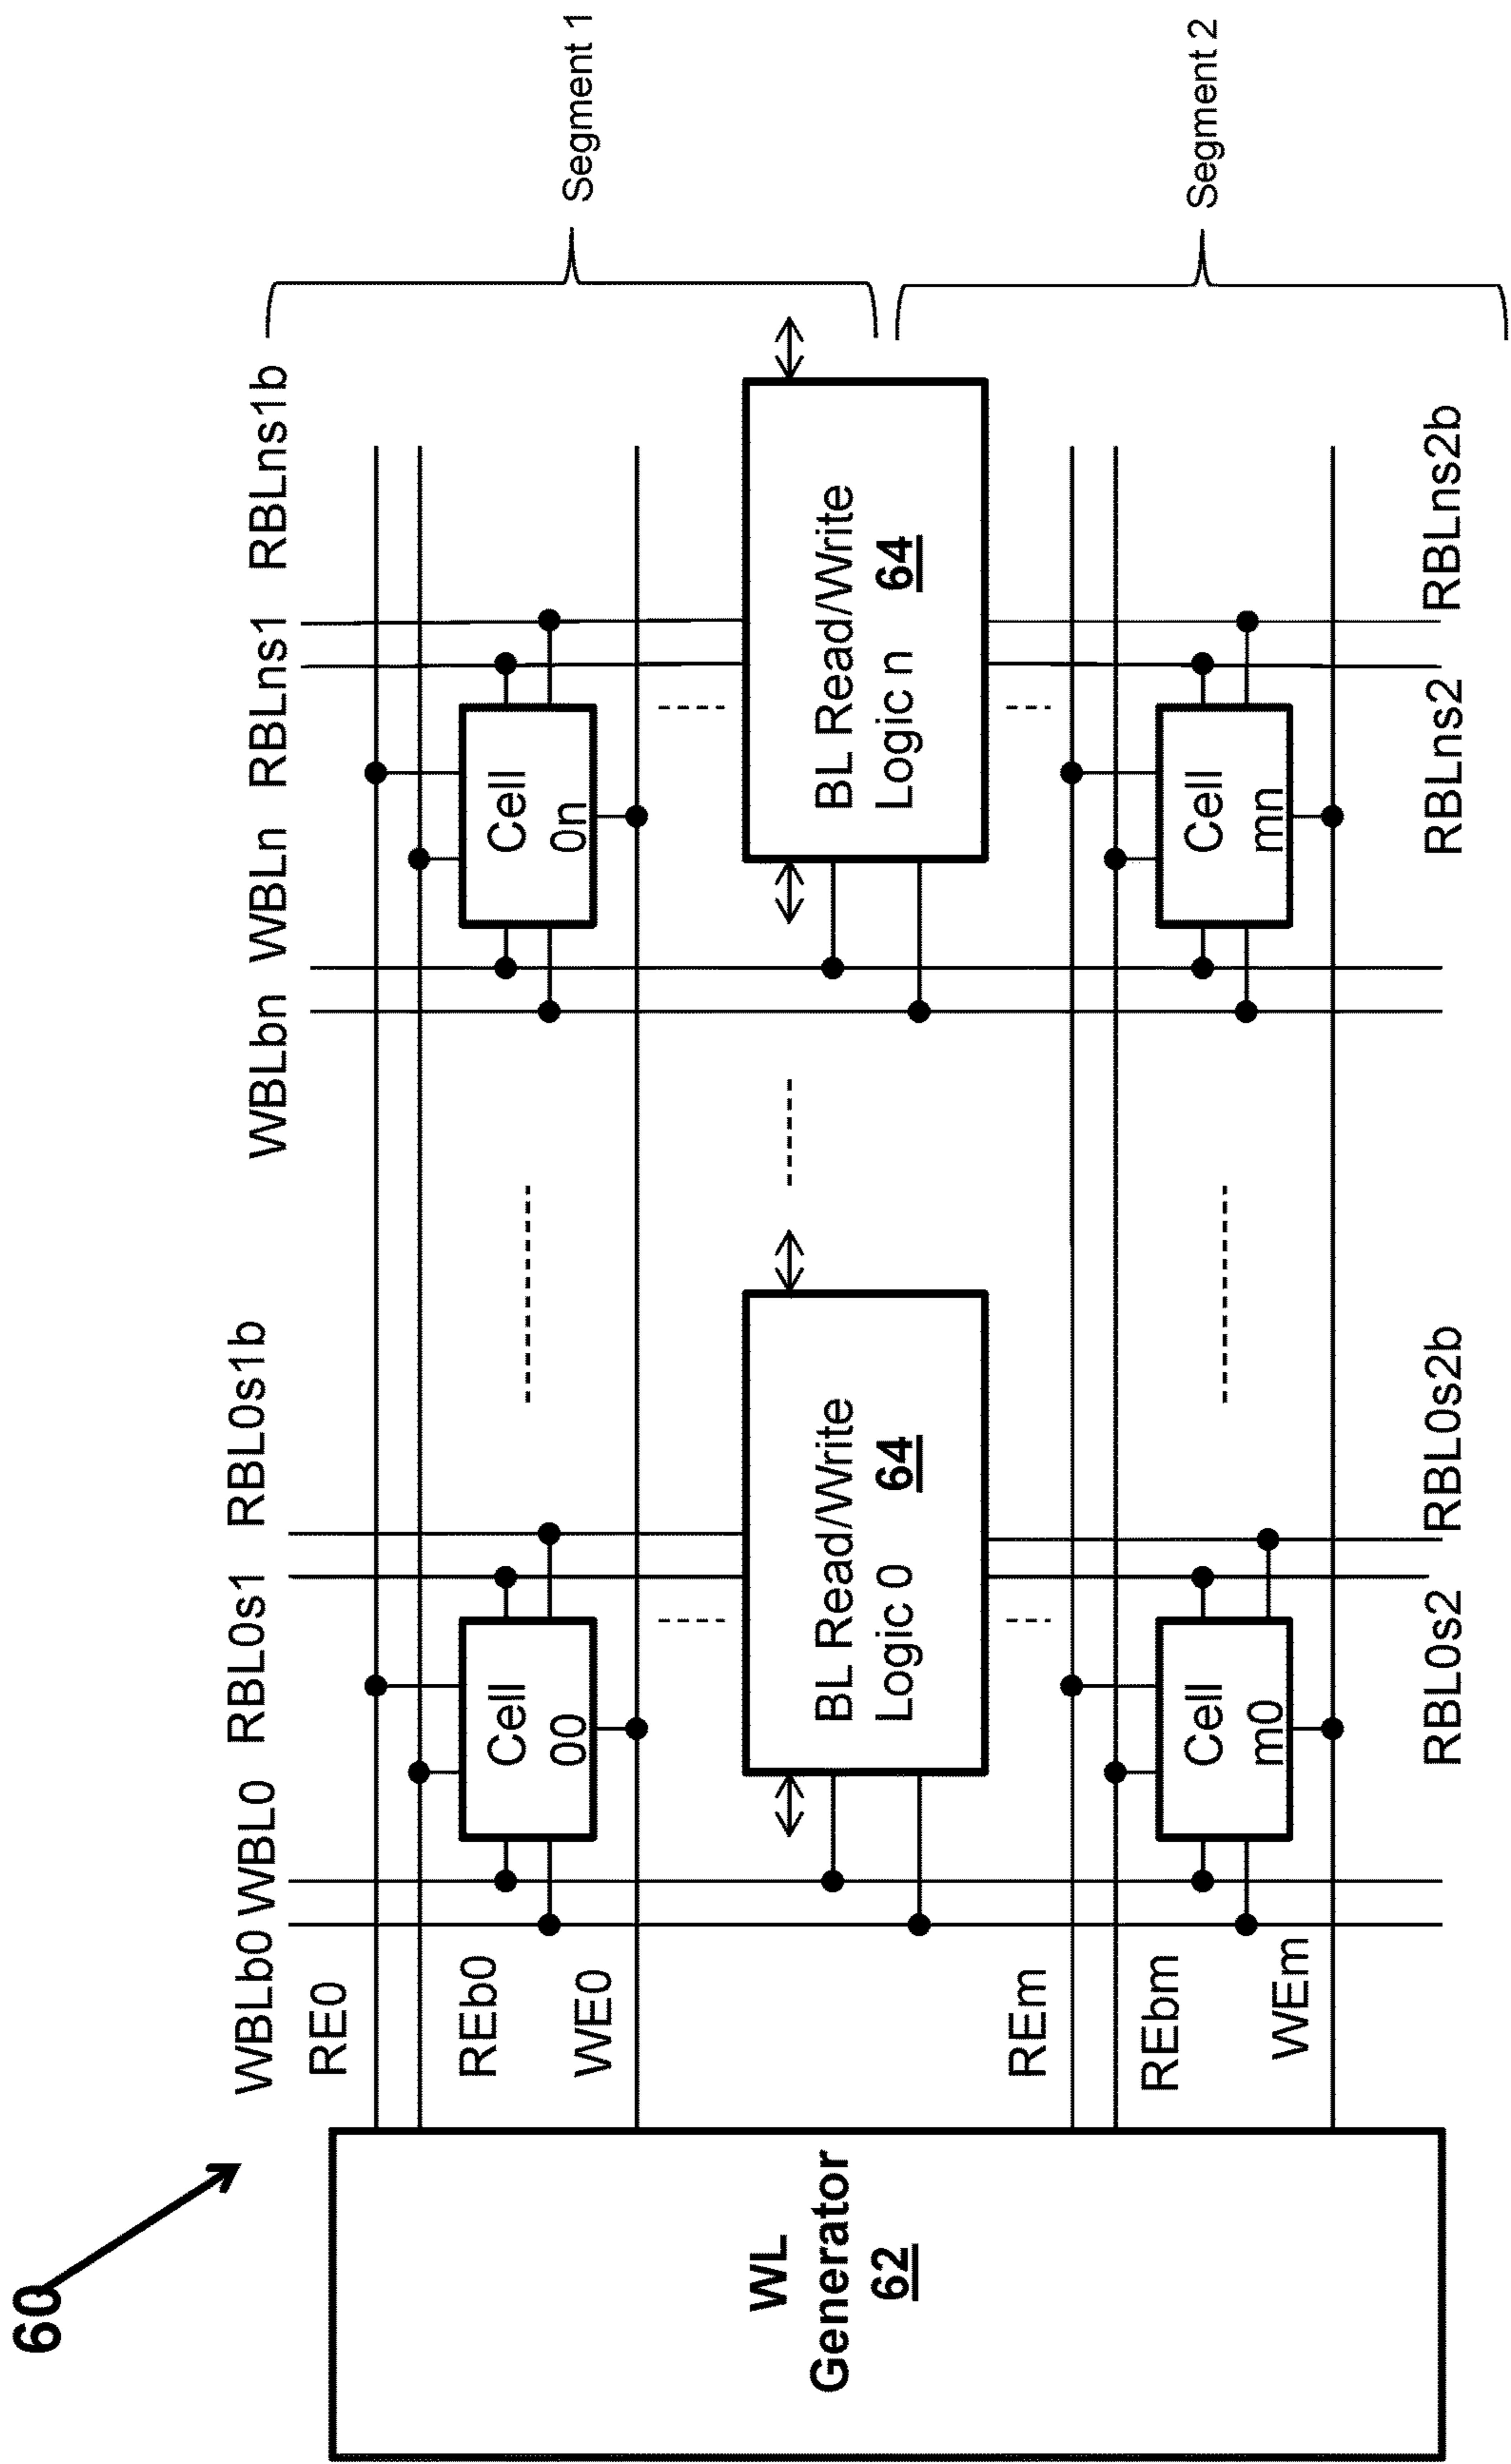 60
WBLb0 WBL0 RBL0s1 RBL0s1b
WBLbn WBLn RBLns1 RBLns1b
RE0
REb0
WE0
Cell
00
Cell
0n
Segment 1
WL
Generator
62
BL Read/Write
Logic 0 64
BL Read/Write
Logic n 64
REm
REbm
WEm
Cell
m0
Cell
mn
Segment 2
RBL0s2 RBL0s2b
RBLns2 RBLns2b